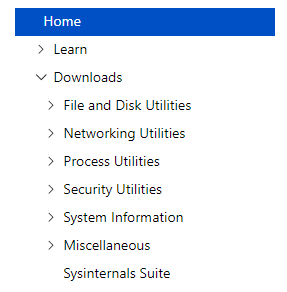 Home
Learn
Downloads
File and Disk Utilities
Networking Utilities
Process Utilities
Security Utilities
System Information
Miscellaneous
Sysinternals Suite